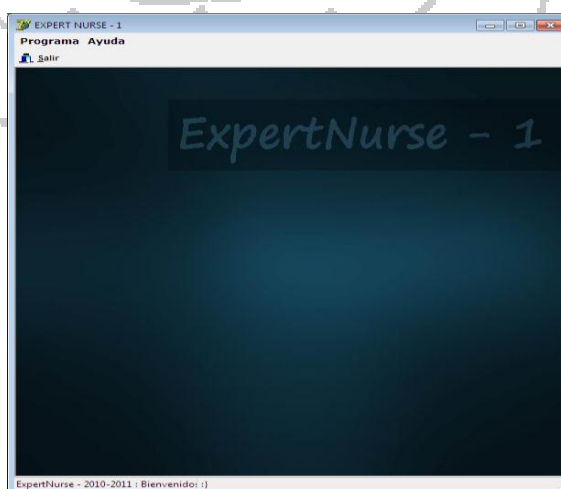 EXPERT NURSE - 1
Programa Ayuda
Salir
ExpertNurse - 1
ExpertNurse - 2010-2011 : Bienvenido: :)